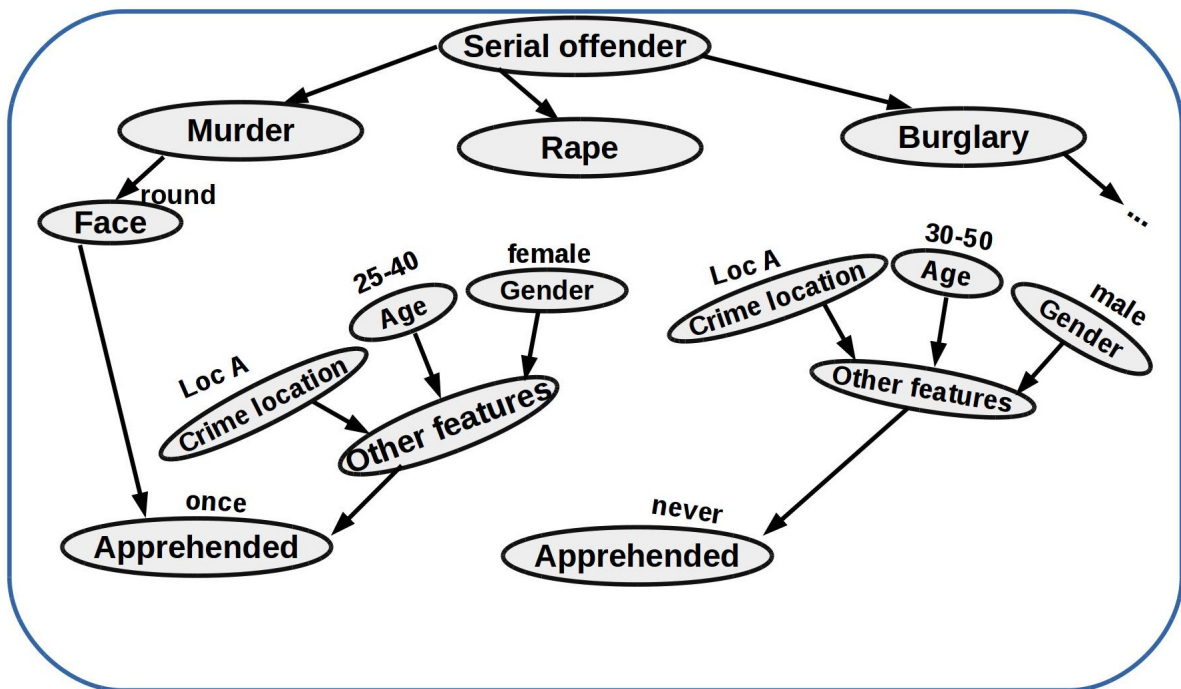 Serial offender
Murder
Rape
Burglary
round
Face
...
25-40
Age
female
Gender
Loc A
Crime location
Other features
Loc A
Crime location
30-50
Age
male
Gender
Other features
once
Apprehended
never
Apprehended